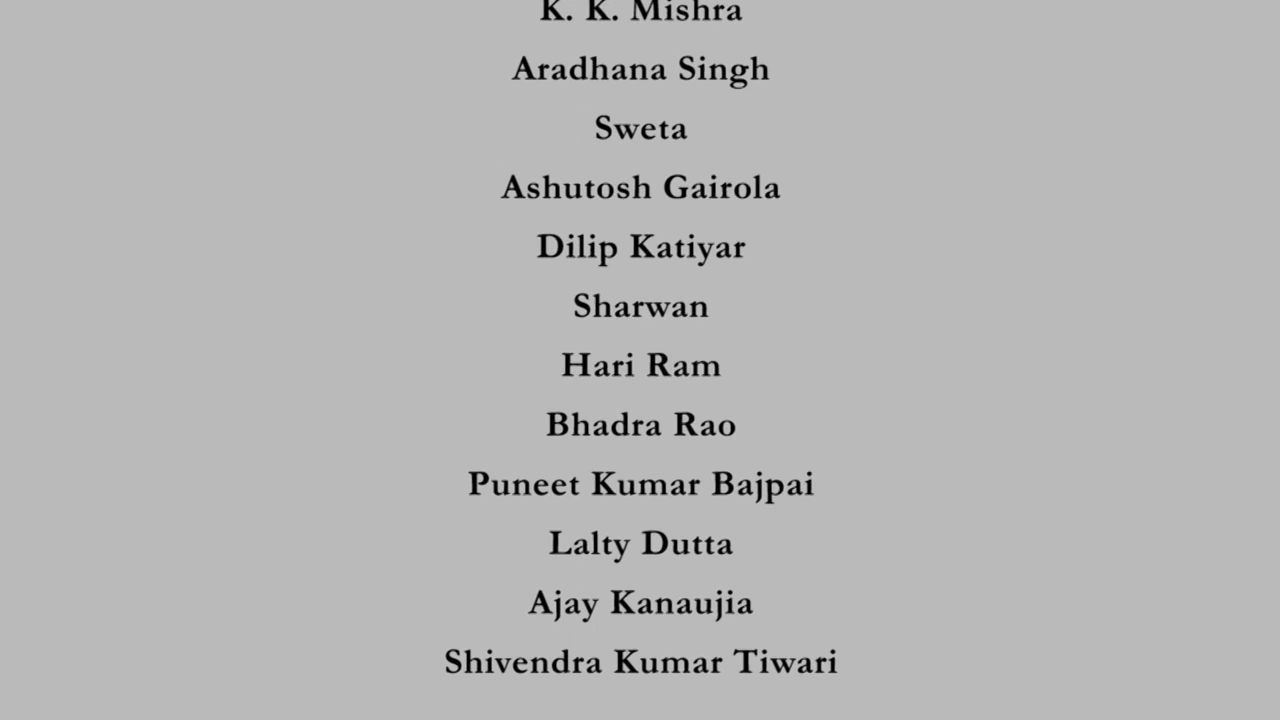 K. K. Mishra
Aradhana Singh
Sweta
Ashutosh Gairola
Dilip Katiyar
Sharwan
Hari Ram
Bhadra Rao
Puneet Kumar Bajpai
Lalty Dutta
Ajay Kanaujia
Shivendra Kumar Tiwari